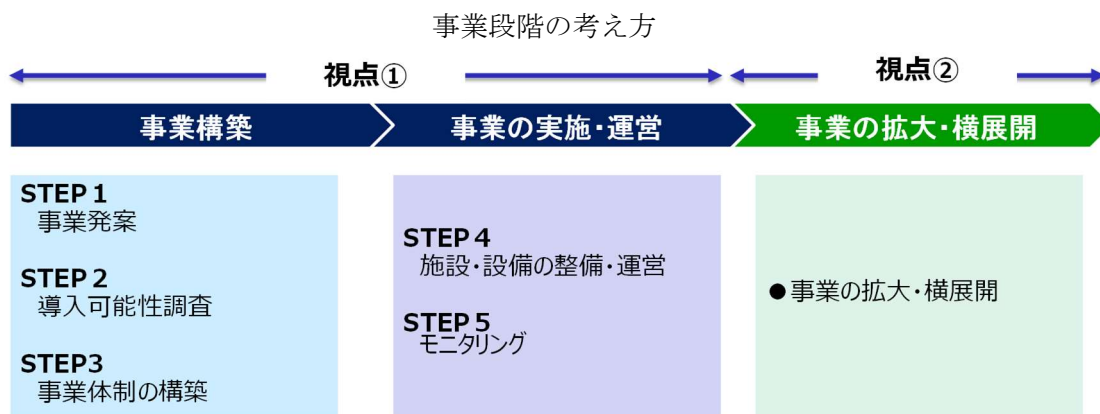 事業段階の考え方
視点①
視点②
事業構築
事業の実施・運営
事業の拡大・横展開
STEP1
事業発案
STEP2
導入可能性調査
STEP3
事業体制の構築
STEP4
施設・設備の整備・運営
STEP5
モニタリング
●事業の拡大・横展開